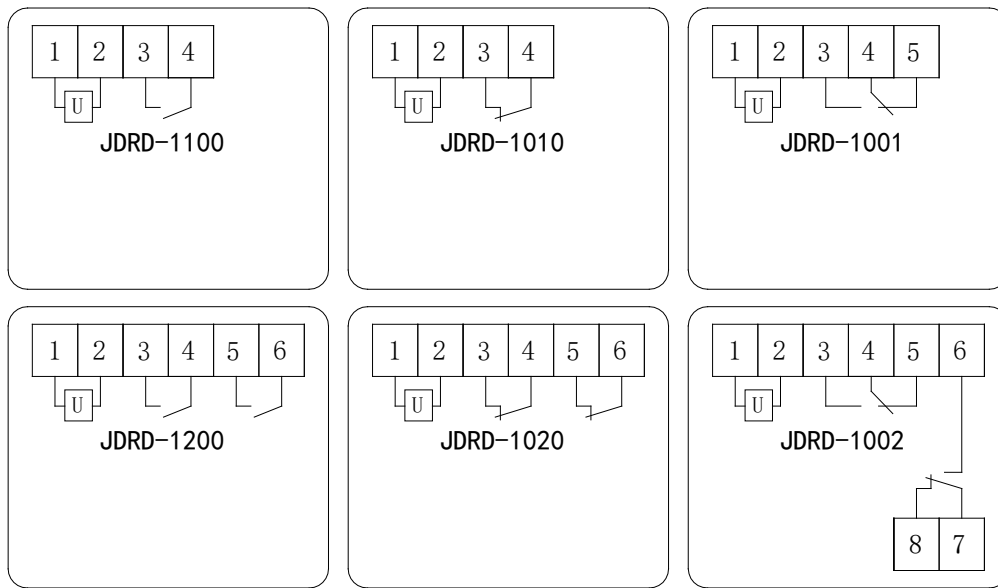 1 2 3 4
U
JDRD-1100
1 2 3 4
U
JDRD-1010
1 2 3 4 5
U
JDRD-1001
1 2 3 4 5 6
U
JDRD-1200
1 2 3 4 5 6
U
JDRD-1020
1 2 3 4 5 6
U
JDRD-1002
8 7